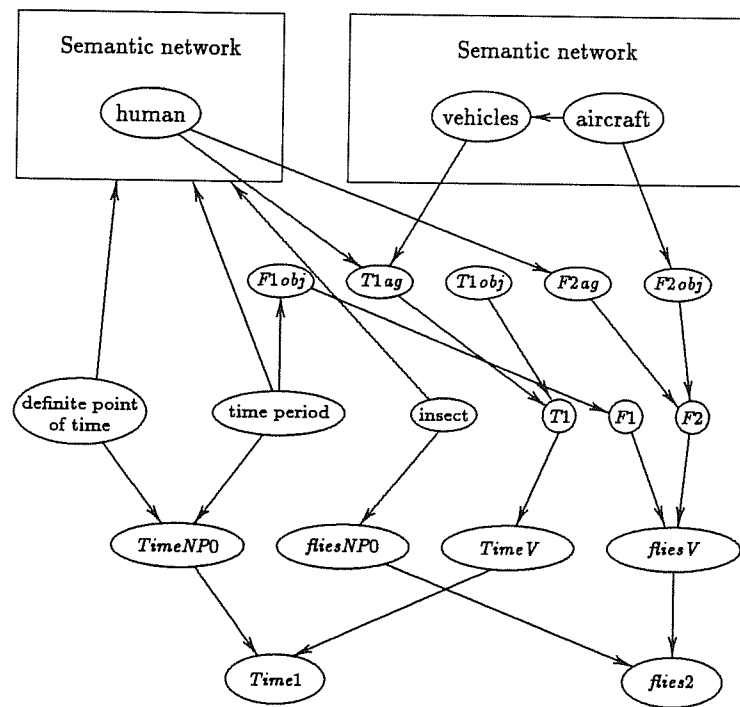 Semantic network
Semantic network
human
vehicles
aircraft
F1obj
T1ag
T1obj
F2ag
F2obj
definite point
of time
time period
insect
T1
F1
F2
TimeNP0
fliesNP0
TimeV
fliesV
Time1
flies2